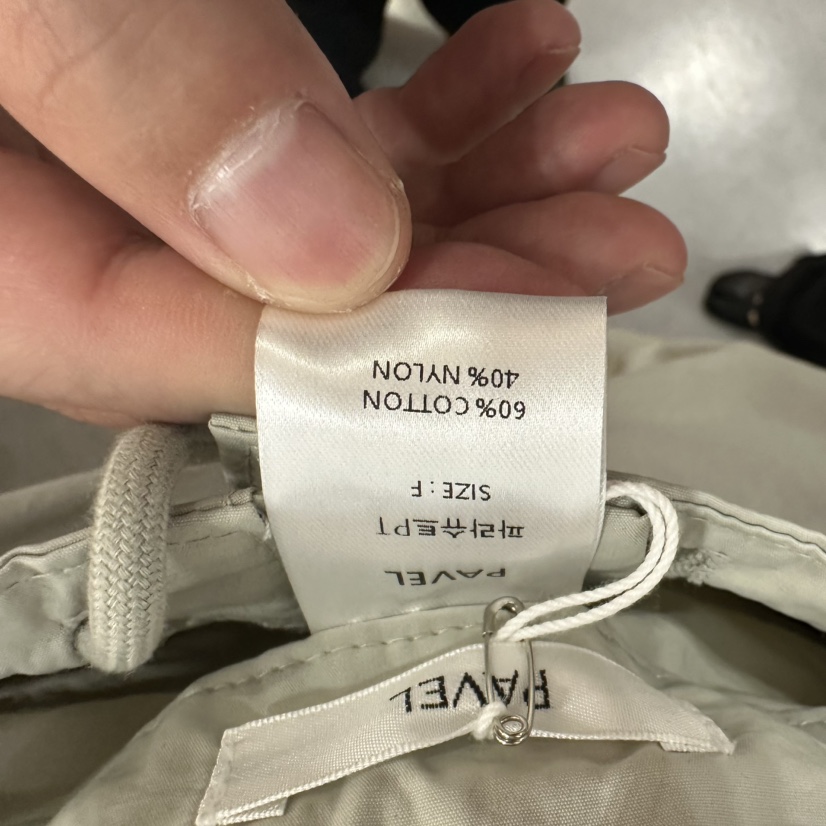 PAVEL
파라슈트PT
SIZE : F
60% COTTON
40% NYLON
PAVEL